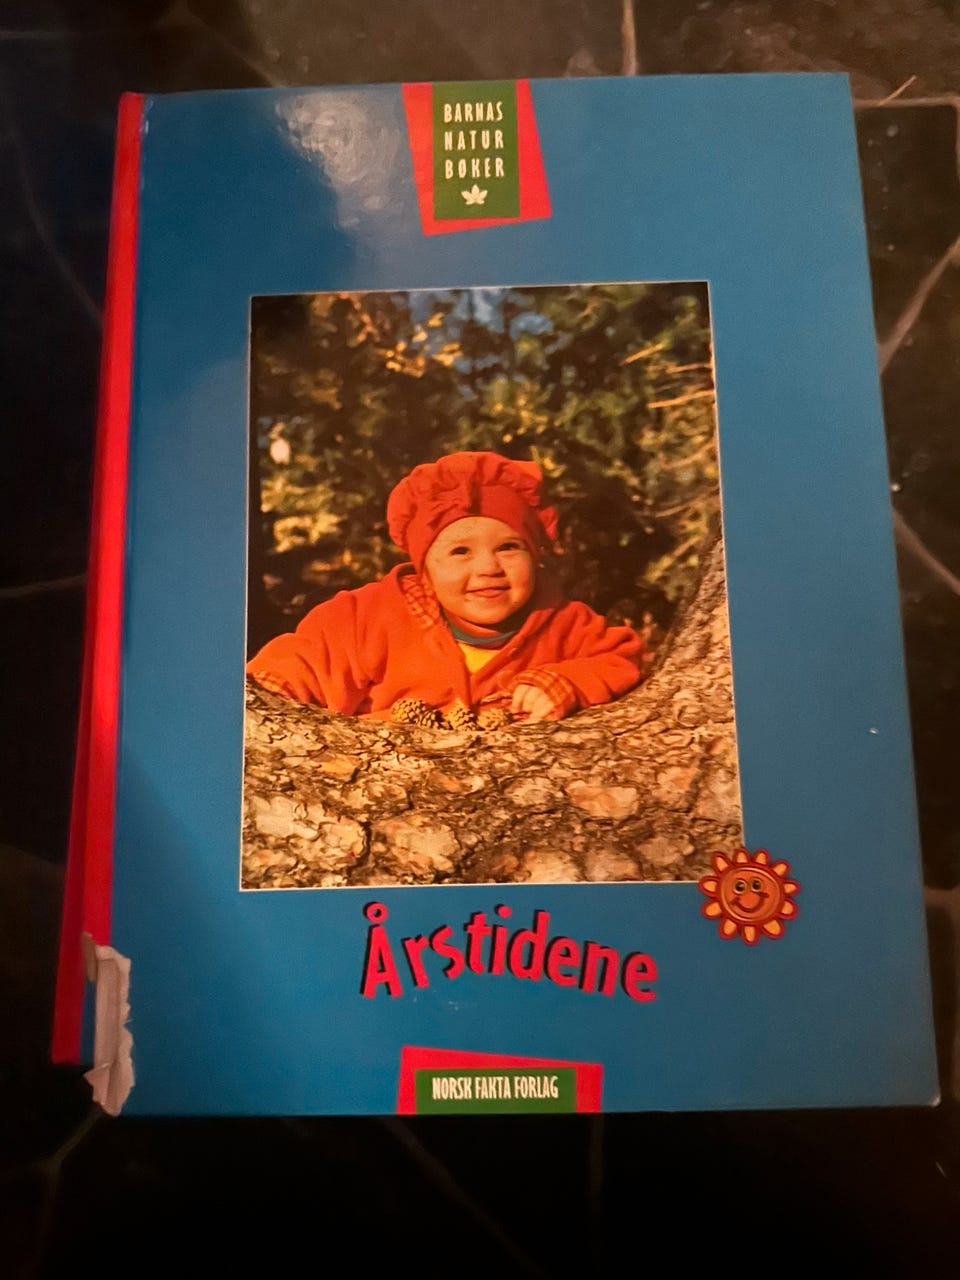 BARNAS
NATUR
BØKER
Årstidene
NORSK FAKTA FORLAG